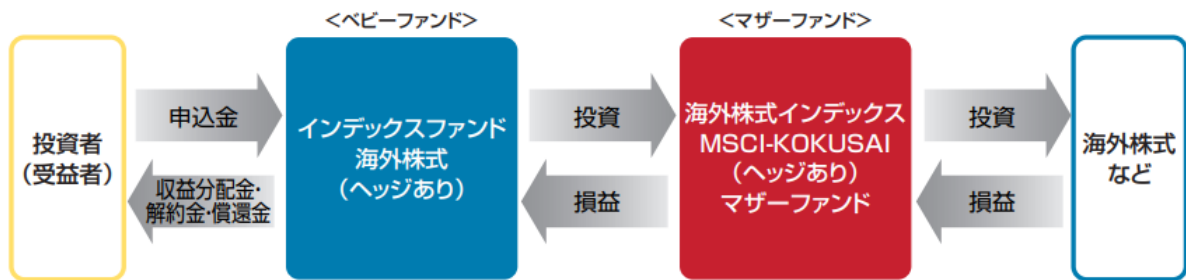 <ベビーファンド>
<マザーファンド>
投資者
(受益者)
申込金
収益分配金・
解約金・償還金
インデックスファンド
海外株式
(ヘッジあり)
投資
損益
海外株式インデックス
MSCI-KOKUSAI
(ヘッジあり)
マザーファンド
投資
損益
海外株式
など